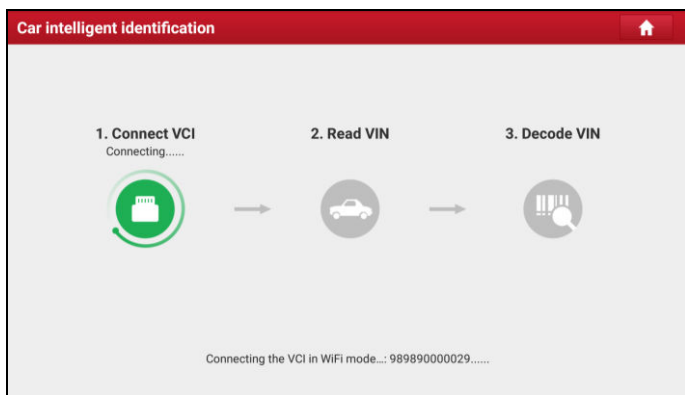 Car intelligent identification
1. Connect VCI
Connecting......
2. Read VIN
3. Decode VIN
Connecting the VCI in WiFi mode...: 989890000029......